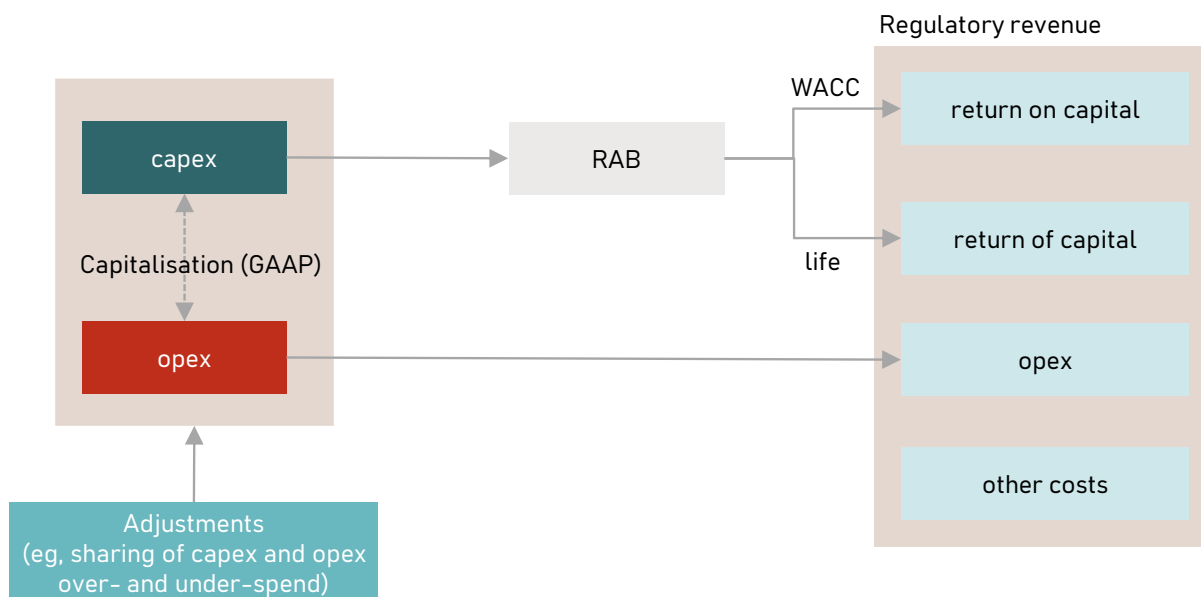 Regulatory revenue
WACC
return on capital
capex
RAB
return of capital
life
Capitalisation (GAAP)
opex
opex
other costs
Adjustments
(eg, sharing of capex and opex
over- and under-spend)